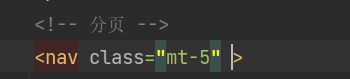 <!-- 分页 -->
<nav class="mt-5" >